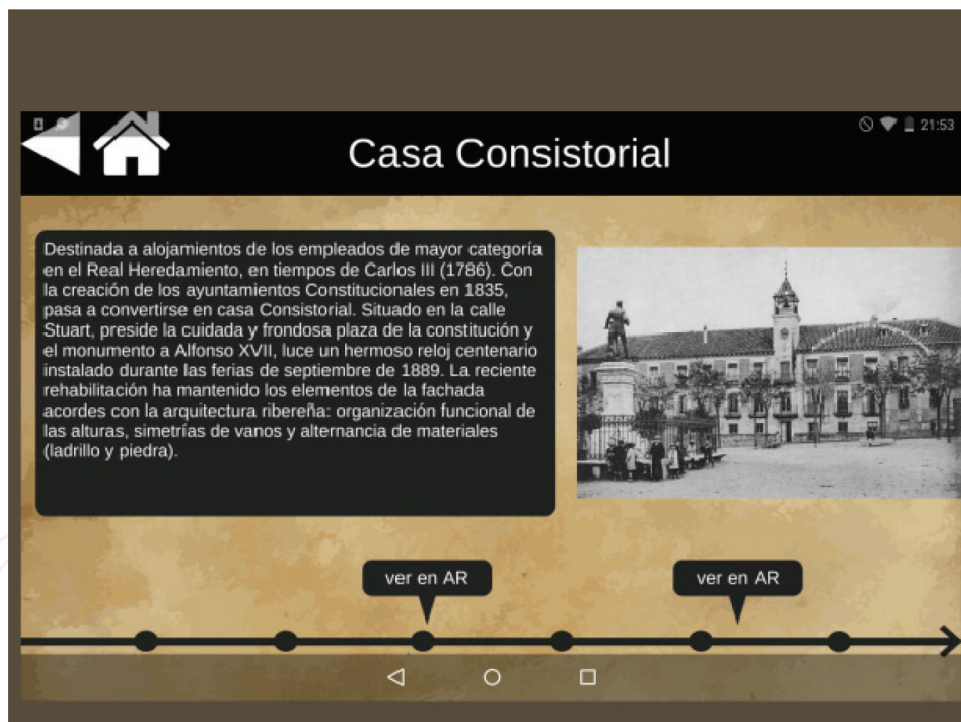 21:53
Casa Consistorial
Destinada a alojamientos de los empleados de mayor categoría
en el Real Heredamiento, en tiempos de Carlos III (1786). Con
la creación de los ayuntamientos Constitucionales en 1835,
pasa a convertirse en casa Consistorial. Situado en la calle
Stuart, preside la cuidada y frondosa plaza de la constitución y
el monumento a Alfonso XVII, luce un hermoso reloj centenario
instalado durante las ferias de septiembre de 1889. La reciente
rehabilitación ha mantenido los elementos de la fachada
acordes con la arquitectura ribereña: organización funcional de
las alturas, simetrías de vanos y alternancia de materiales
(ladrillo y piedra).
ver en AR
ver en AR